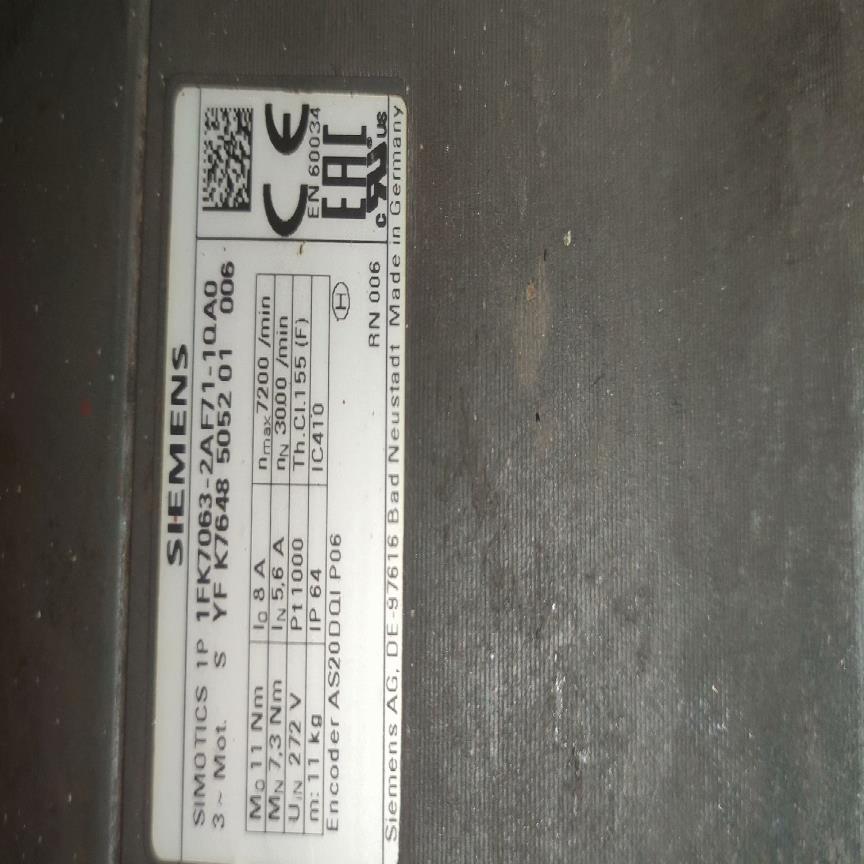 SIEMENS
SIMOTICS 1P 1FK7063-2AF71-1QA0
3~ Mot. S YF K7648 5052 01 006
M0 11 Nm I0 8 A nmax 7200 /min
MN 7,3 Nm IN 5,6 A nN 3000 /min
UIN 272 V Pt1000 Th.Cl.155 (F)
m: 11 kg IP 64 IC410
Encoder AS20DQI P06 H
RN 006
Siemens AG, DE-97616 Bad Neustadt Made in Germany
CE
EN 60034
EAC
c RU® US